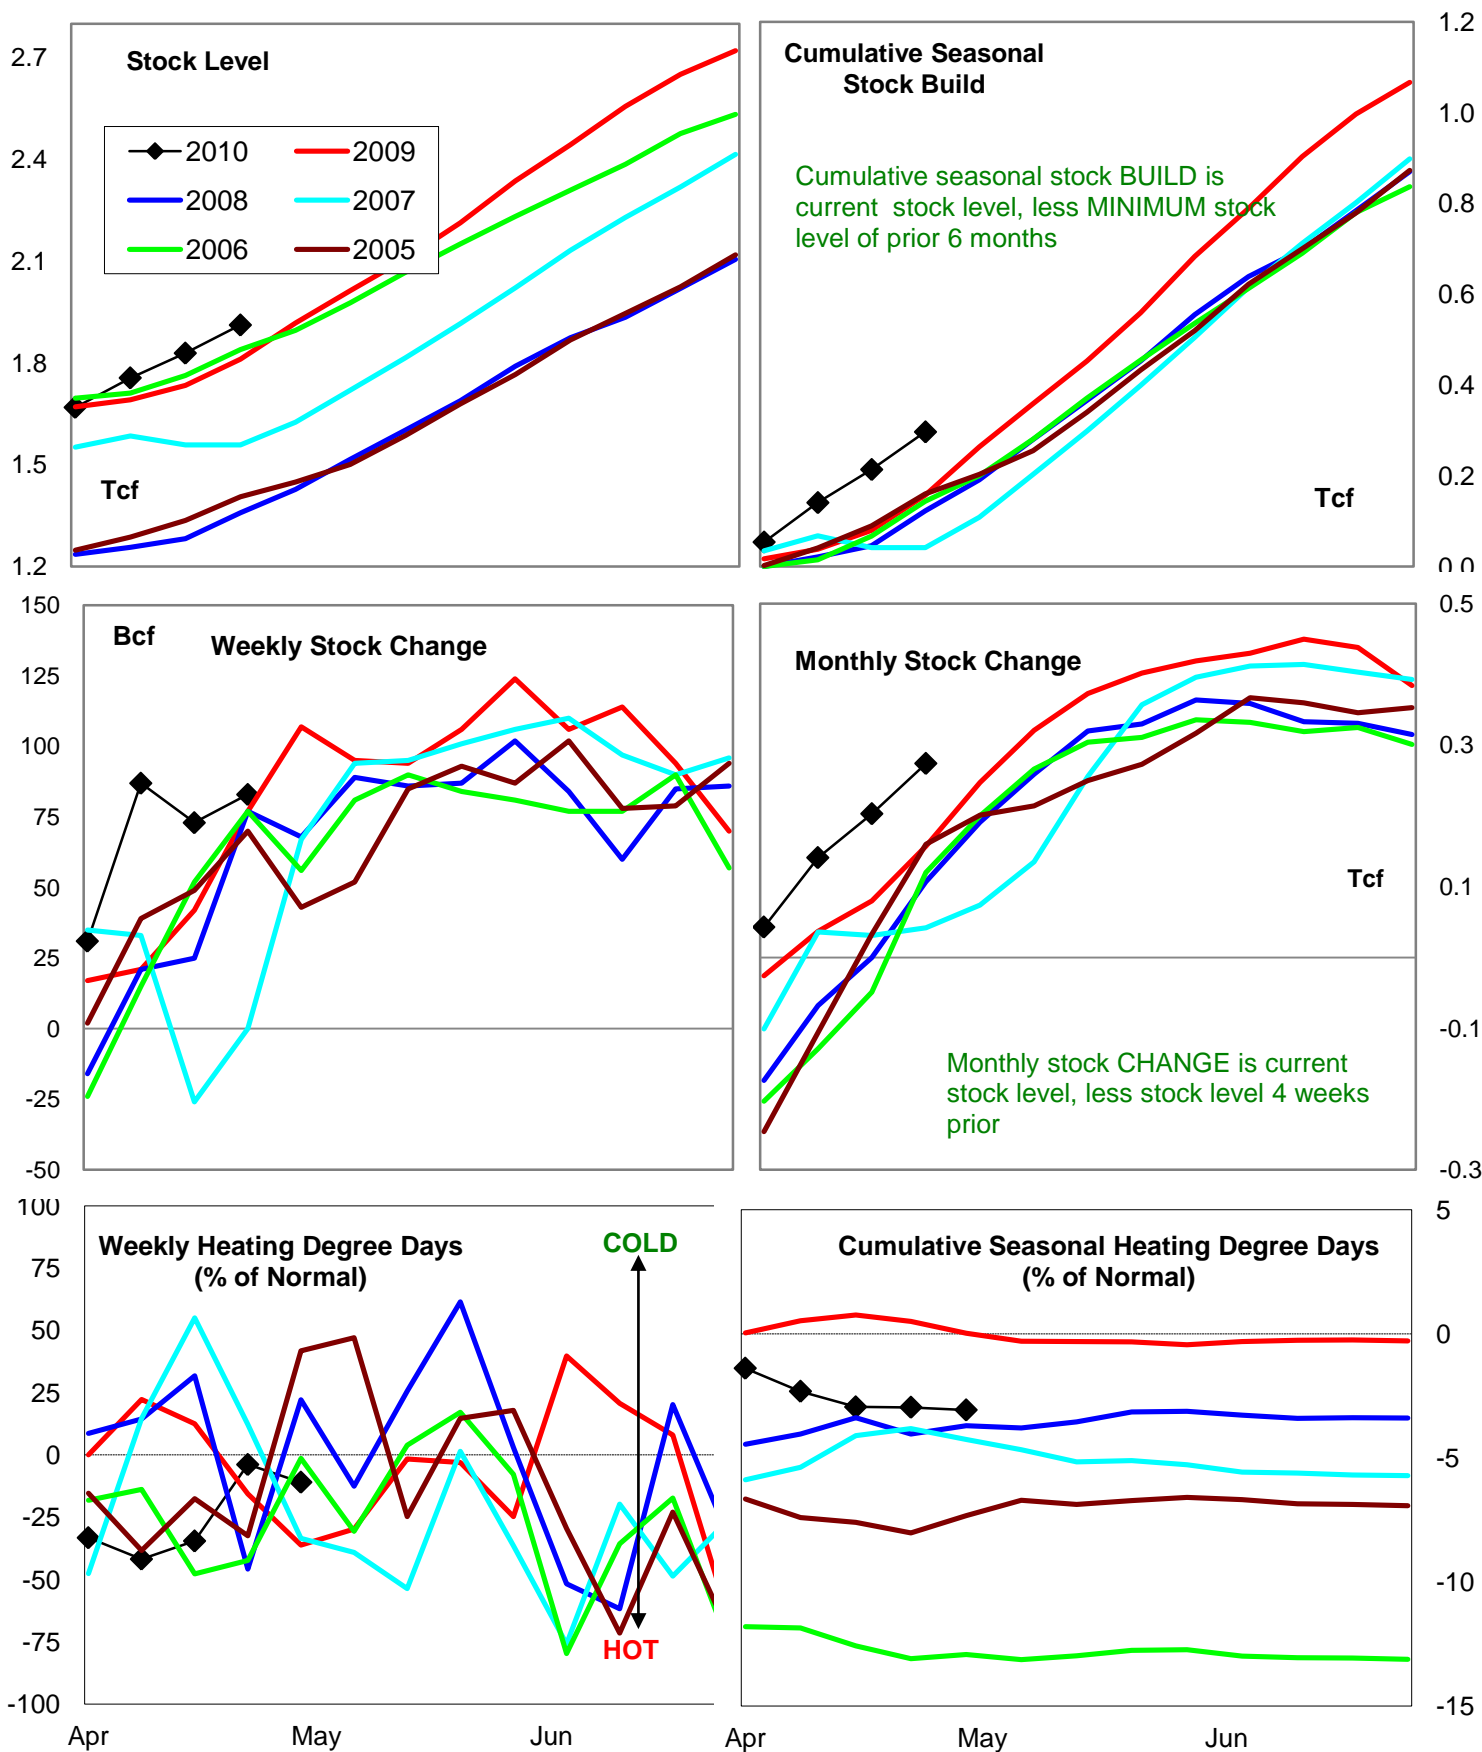 Stock Level
2.7
2.4
2.1
1.8
1.5
1.2
2010
2009
2008
2007
2006
2005
Tcf
Cumulative Seasonal
Stock Build
Cumulative seasonal stock BUILD is
current stock level, less MINIMUM stock
level of prior 6 months
Tcf
1.2
1.0
0.8
0.6
0.4
0.2
0.0
Bcf
Weekly Stock Change
150
125
100
75
50
25
0
-25
-50
Monthly Stock Change
Tcf
Monthly stock CHANGE is current
stock level, less stock level 4 weeks
prior
0.5
0.3
0.1
-0.1
-0.3
Weekly Heating Degree Days
(% of Normal)
COLD
HOT
100
75
50
25
0
-25
-50
-75
-100
Apr
May
Jun
Cumulative Seasonal Heating Degree Days
(% of Normal)
5
0
-5
-10
-15
Apr
May
Jun